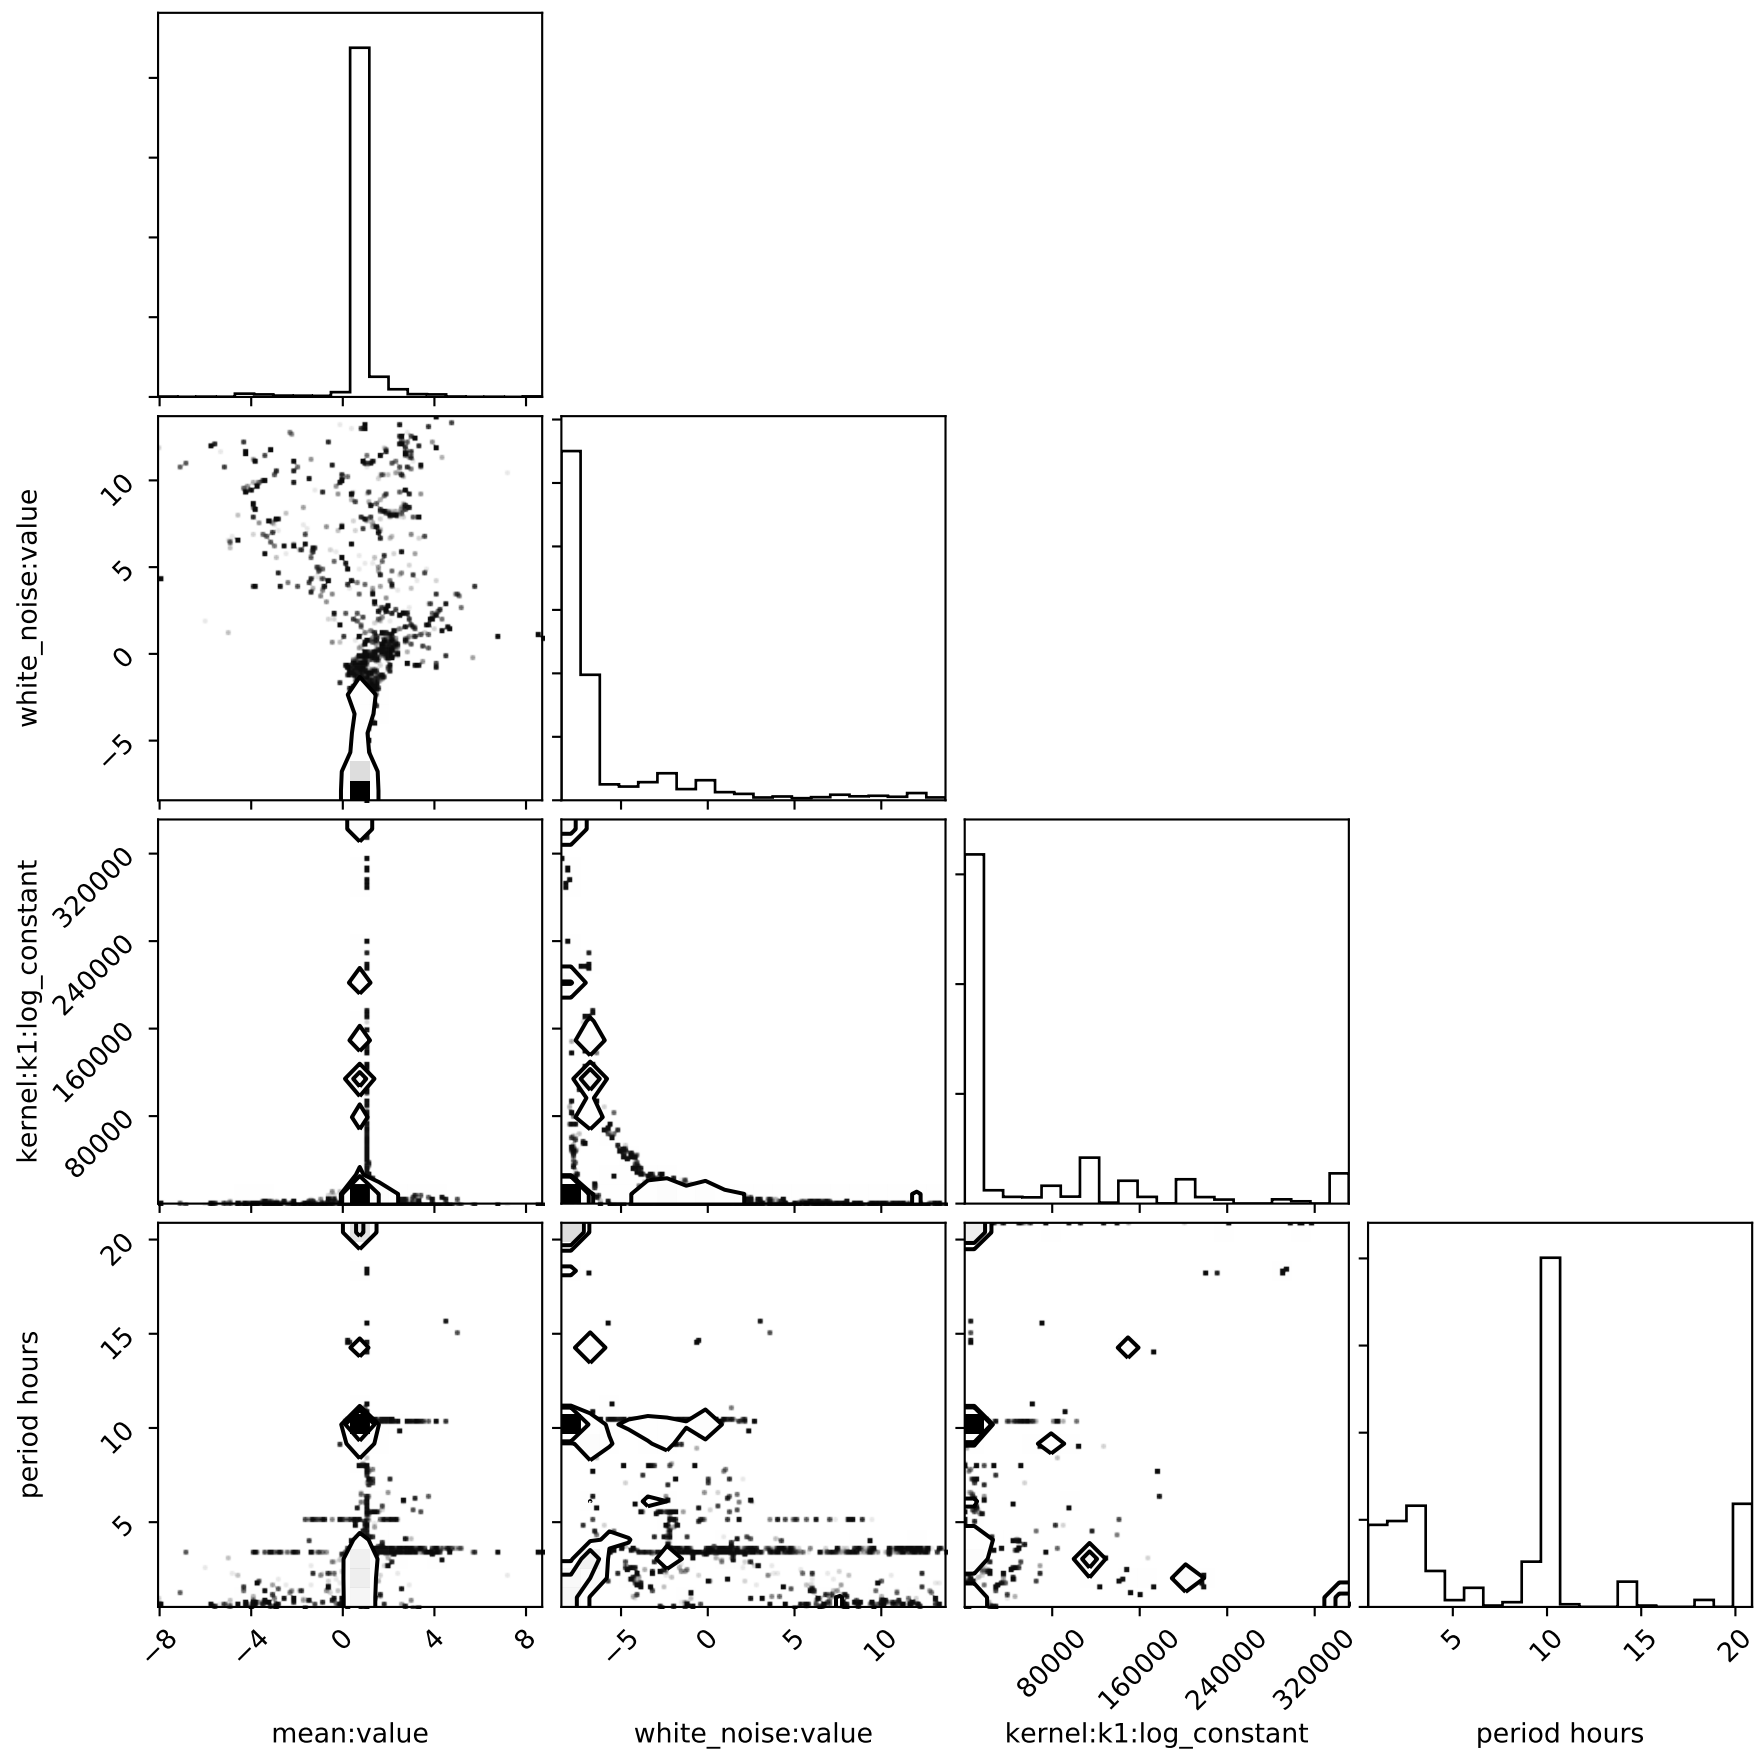 10
5
0
−5
white_noise:value
320000
240000
160000
80000
kernel:k1:log_constant
20
15
10
5
period hours
−8 −4 0 4 8
−5 0 5 10
80000 160000 240000 320000
5 10 15 20
mean:value white_noise:value kernel:k1:log_constant period hours